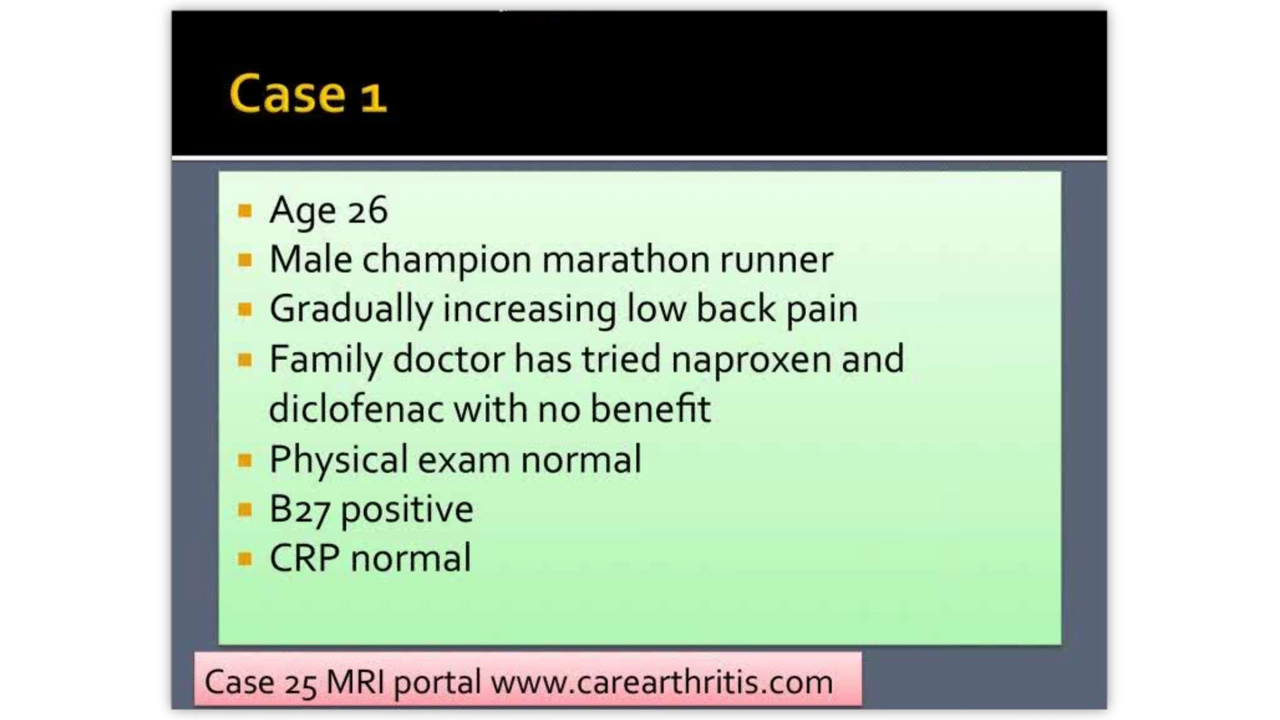 Case 1
Age 26
Male champion marathon runner
Gradually increasing low back pain
Family doctor has tried naproxen and
diclofenac with no benefit
Physical exam normal
B27 positive
CRP normal
Case 25 MRI portal www.carearthritis.com